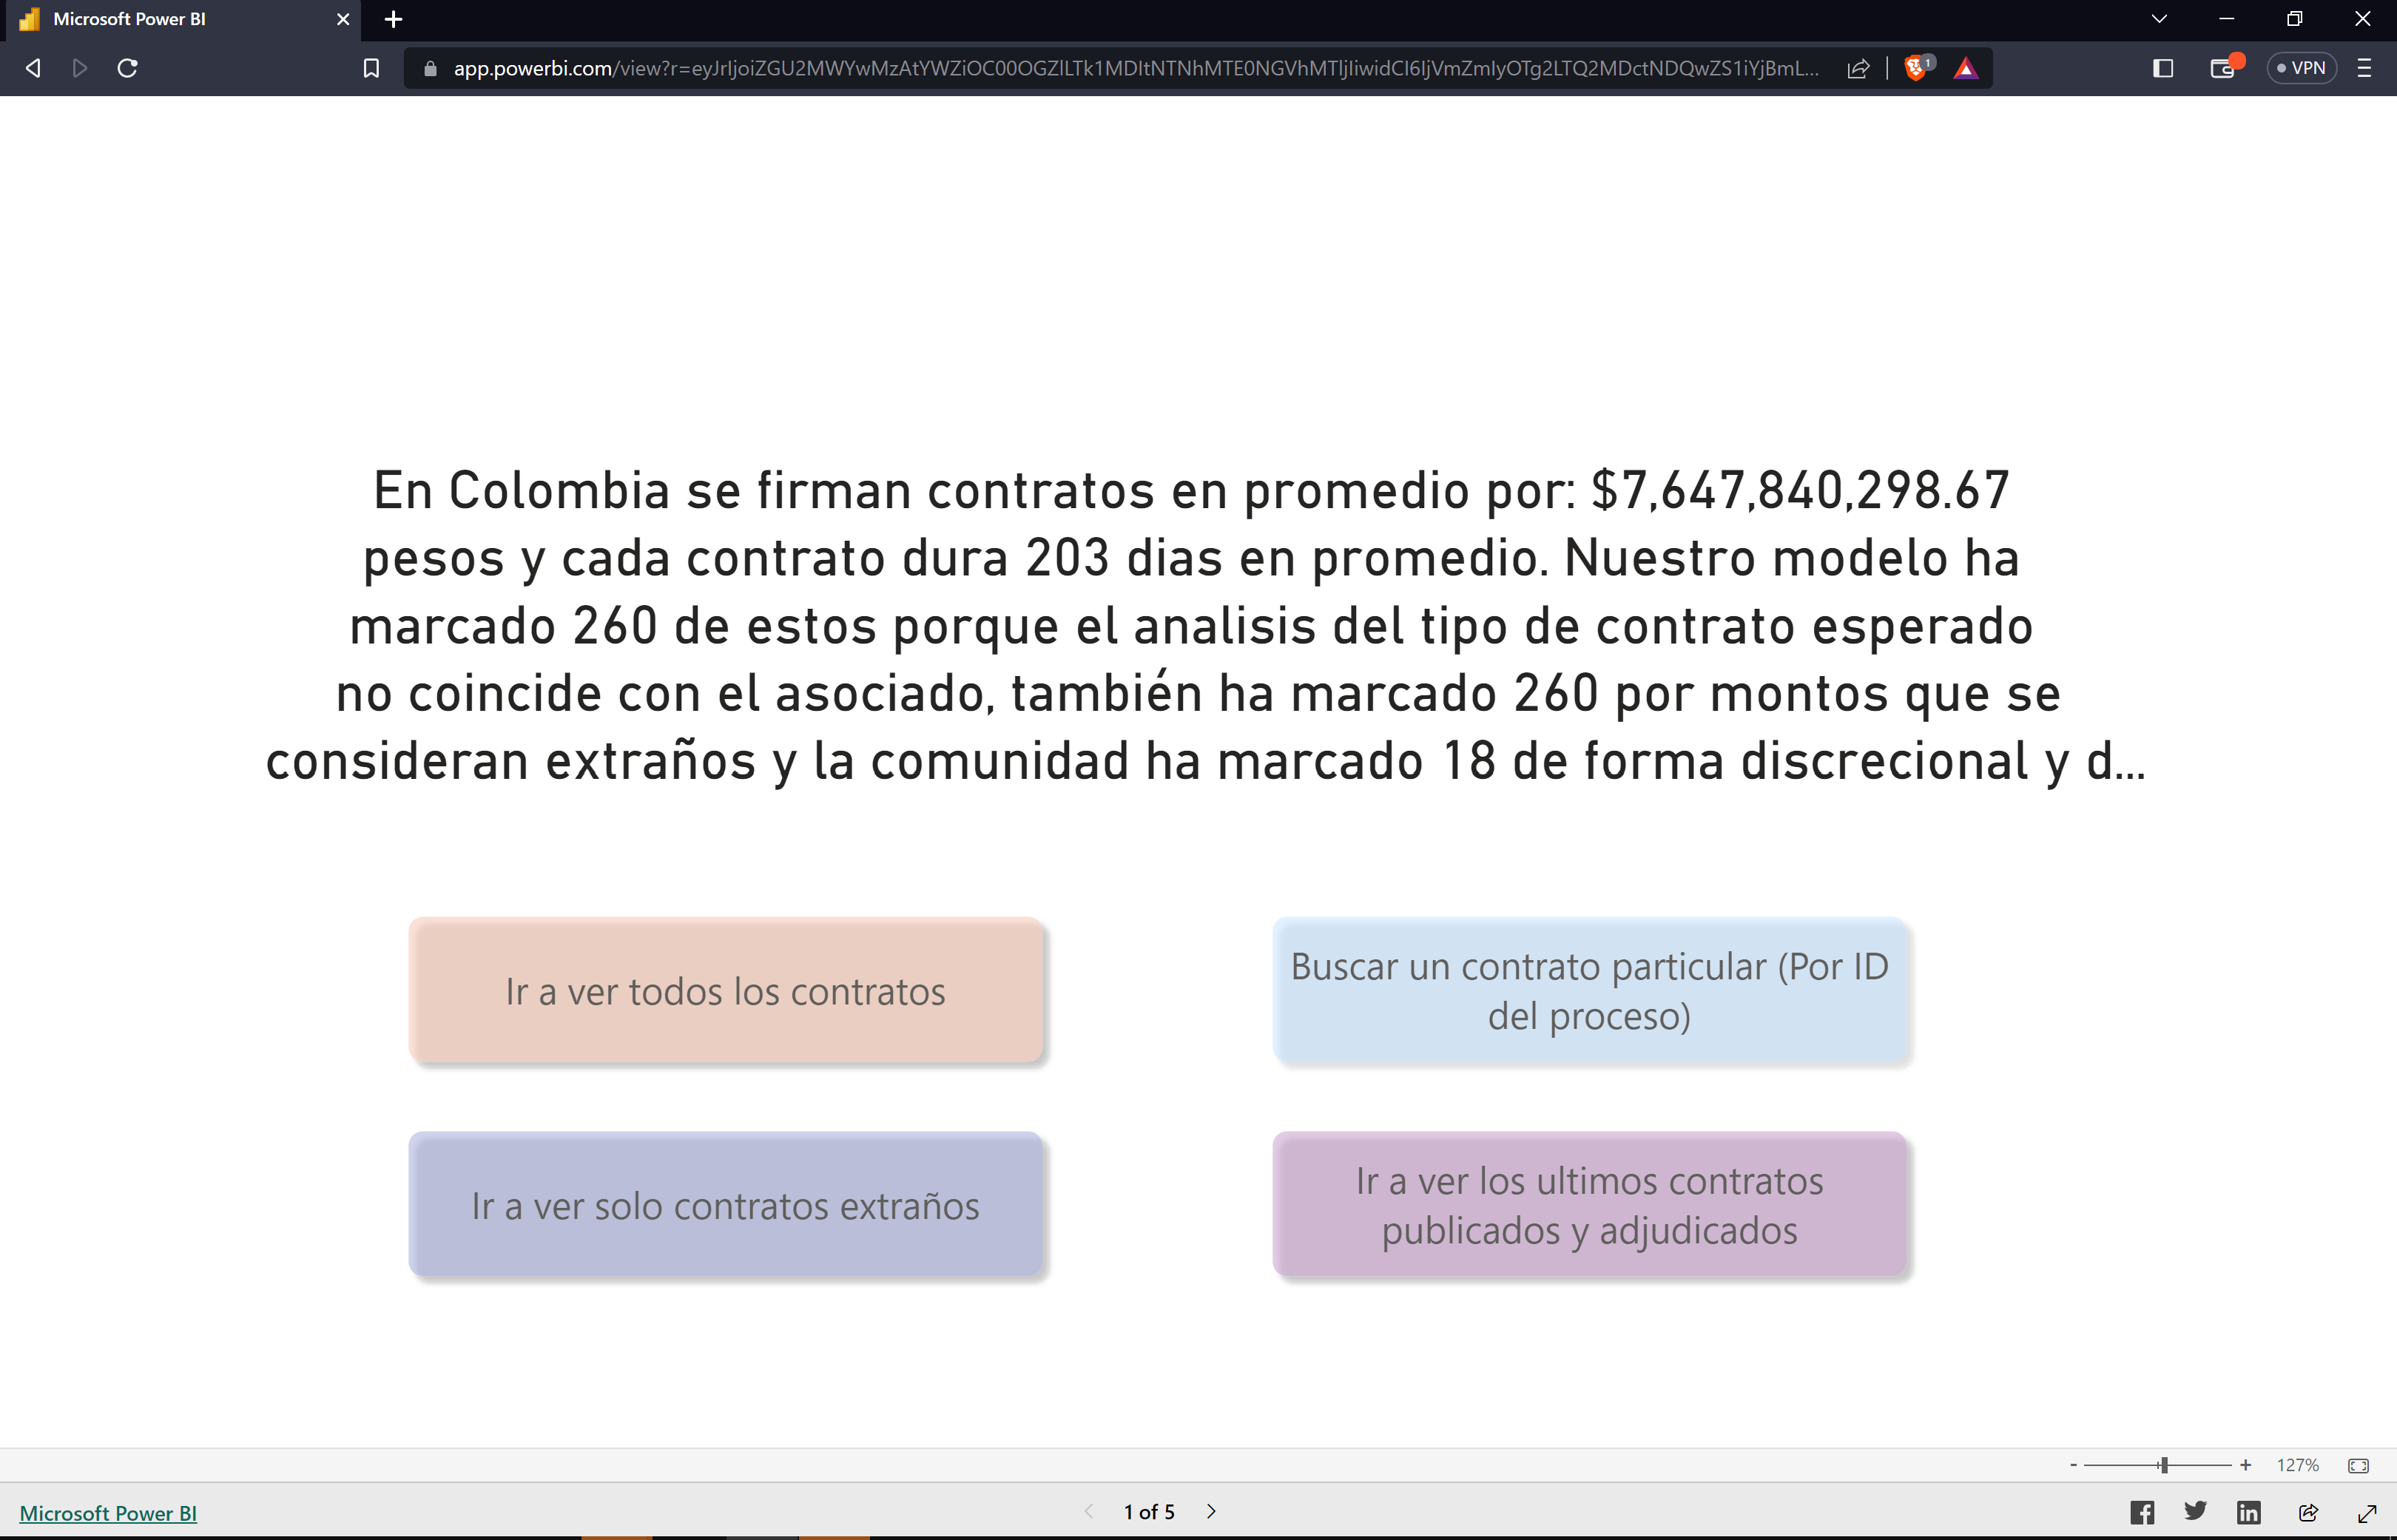 Microsoft Power BI
1
VPN
En Colombia se firman contratos en promedio por: $7,647,840,298.67
pesos y cada contrato dura 203 dias en promedio. Nuestro modelo ha
marcado 260 de estos porque el analisis del tipo de contrato esperado
no coincide con el asociado, también ha marcado 260 por montos que se
consideran extraños y la comunidad ha marcado 18 de forma discrecional y d...
Ir a ver todos los contratos
Buscar un contrato particular (Por ID
del proceso)
Ir a ver solo contratos extraños
Ir a ver los ultimos contratos
publicados y adjudicados
- + 127%
Microsoft Power BI
1 of 5